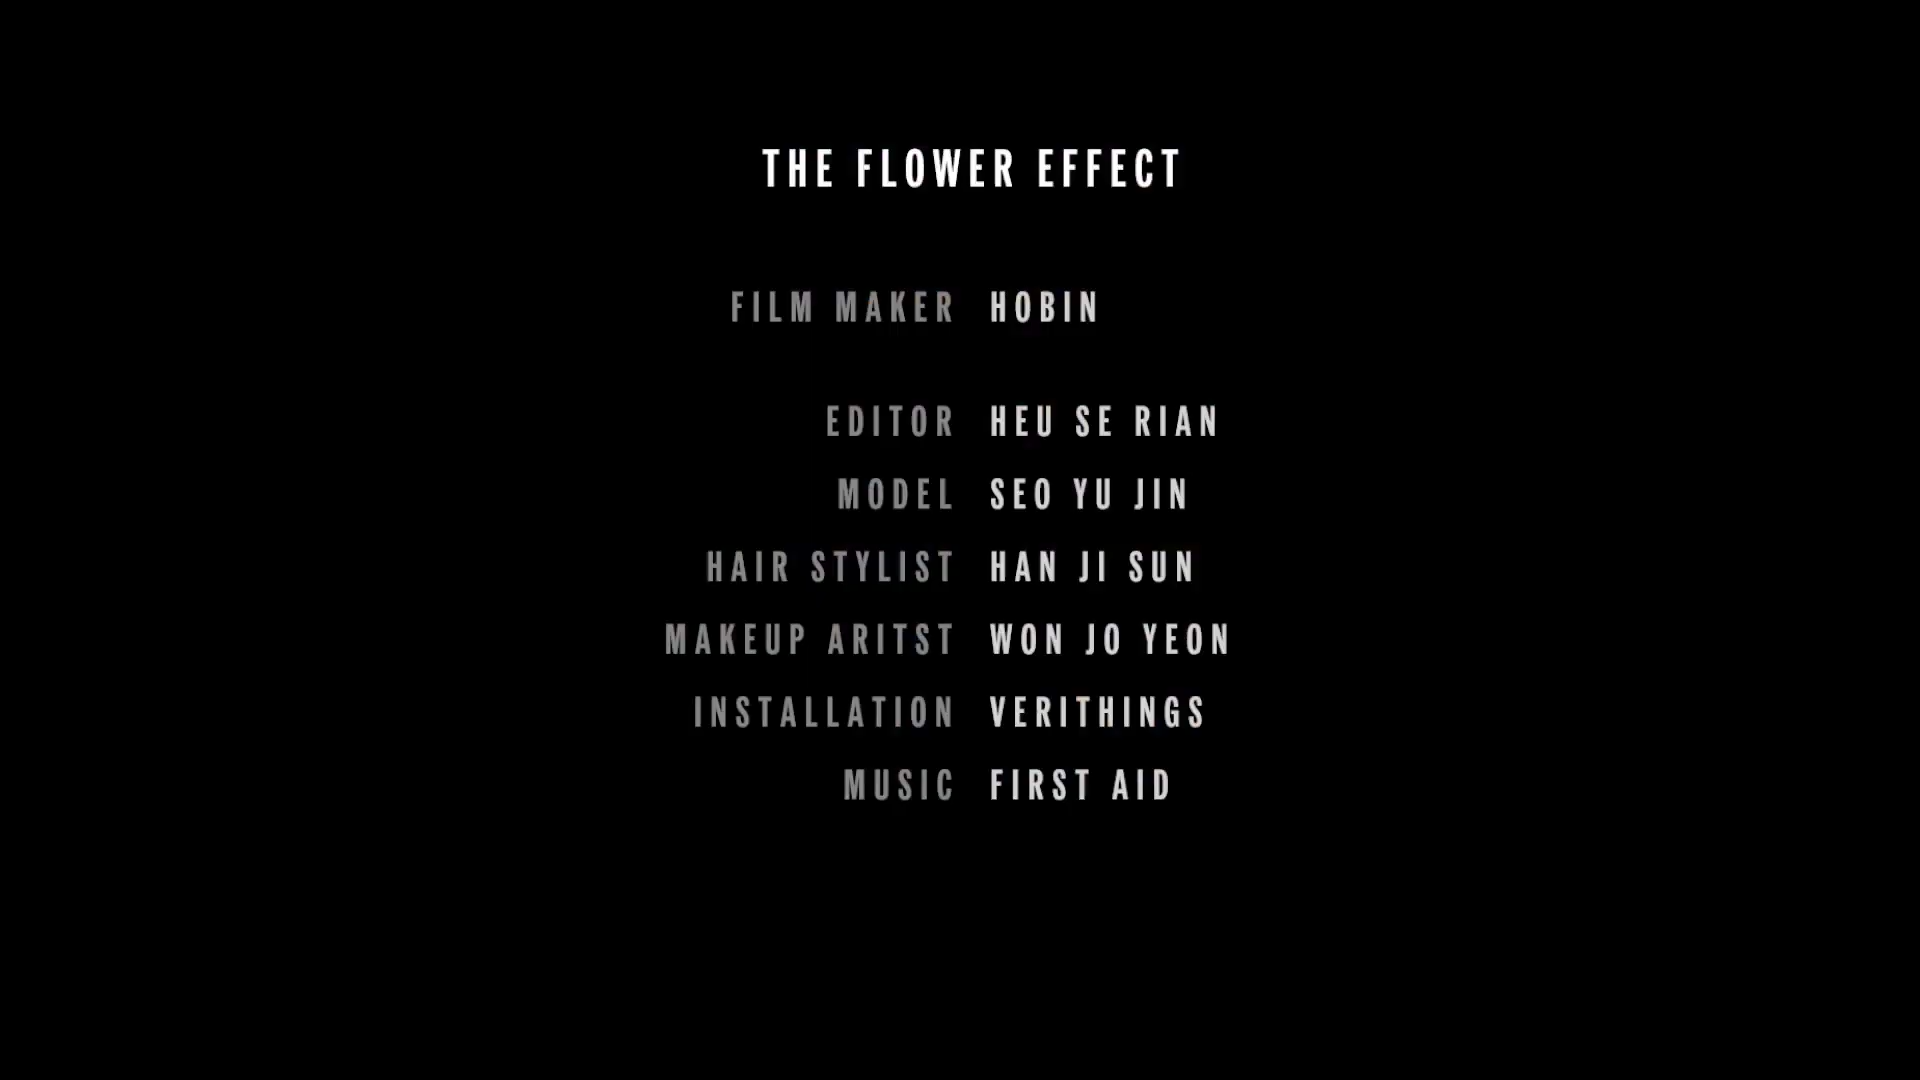 THE FLOWER EFFECT
FILM MAKER HOBIN
EDITOR HEU SE RIAN
MODEL SEO YU JIN
HAIR STYLIST HAN JI SUN
MAKEUP ARITST WON JO YEON
INSTALLATION VERITHINGS
MUSIC FIRST AID